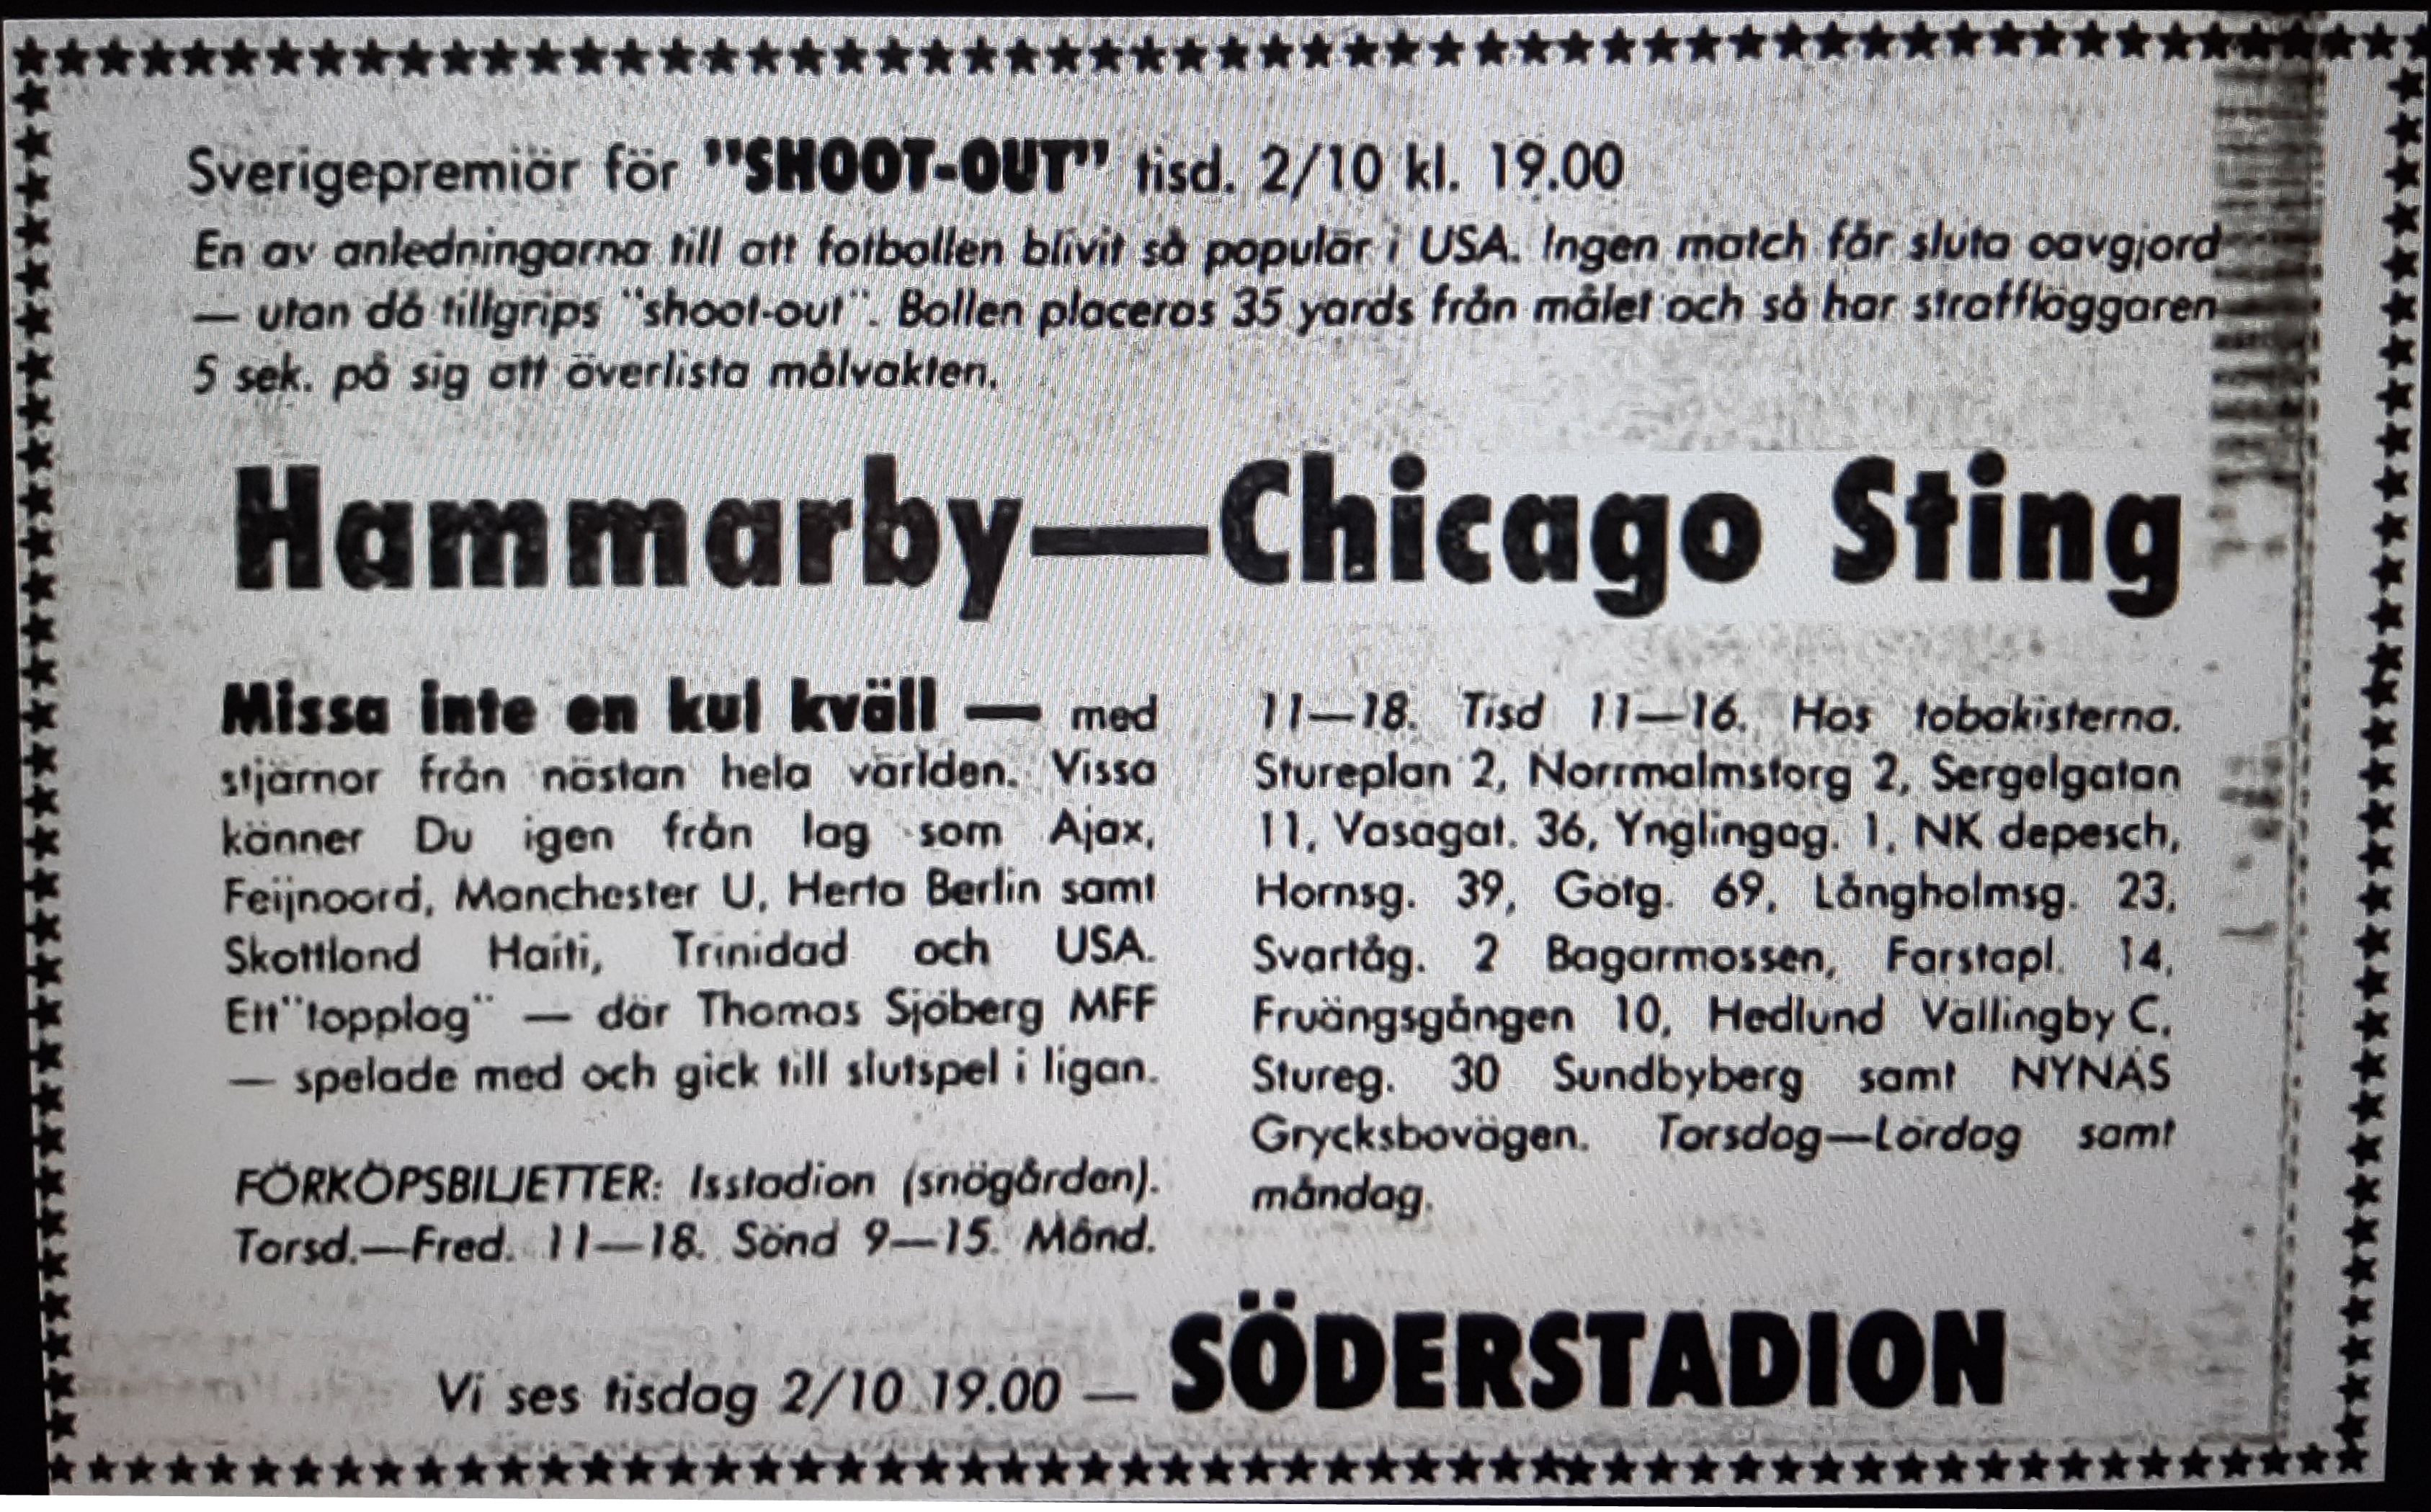 Sverigepremiär för "SHOOT-OUT" tisd. 2/10 kl. 19.00
En av anledningarna till att fotbollen blivit så populär i USA. Ingen match får sluta oavgjord
— utan då tillgrips "shoot-out". Bollen placeras 35 yards från målet och så har straffläggaren
5 sek. på sig att överlista målvakten.
Hammarby—Chicago Sting
Missa inte en kul kväll — med
stjärnor från nästan hela världen. Vissa
känner Du igen från lag som Ajax,
Feijnoord, Manchester U, Herta Berlin samt
Skottland Haiti, Trinidad och USA.
Ett "topplag" — där Thomas Sjöberg MFF
— spelade med och gick till slutspel i ligan.
FÖRKÖPSBILJETTER: Isstadion (snögården).
Torsd.—Fred. 11—18. Sönd 9—15. Månd.
11—18. Tisd 11—16. Hos tobakisterna.
Stureplan 2, Norrmalmstorg 2, Sergelgatan
11, Vasagat. 36, Ynglingag. 1, NK depesch,
Hornsg. 39, Götg. 69, Långholmsg. 23,
Svartåg. 2 Bagarmossen, Farstapl. 14,
Fruängsgången 10, Hedlund Vällingby C,
Stureg. 30 Sundbyberg samt NYNÄS
Grycksbovägen. Torsdag—Lördag samt
måndag.
Vi ses tisdag 2/10 19.00 — SÖDERSTADION